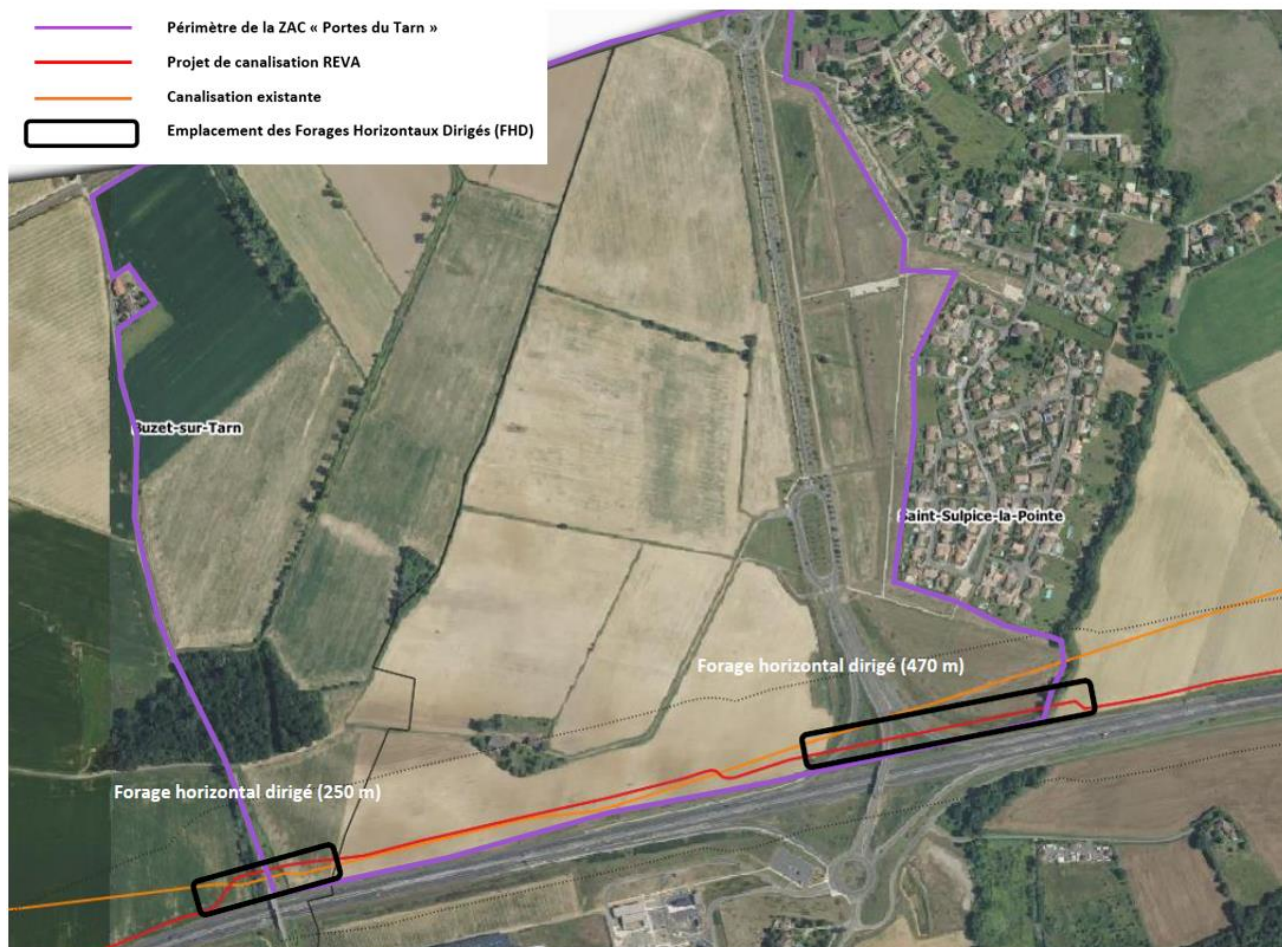 Périmètre de la ZAC « Portes du Tarn »
Projet de canalisation REVA
Canalisation existante
Emplacement des Forages Horizontaux Dirigés (FHD)
Buzet-sur-Tarn
Saint-Sulpice-la-Pointe
Forage horizontal dirigé (470 m)
Forage horizontal dirigé (250 m)